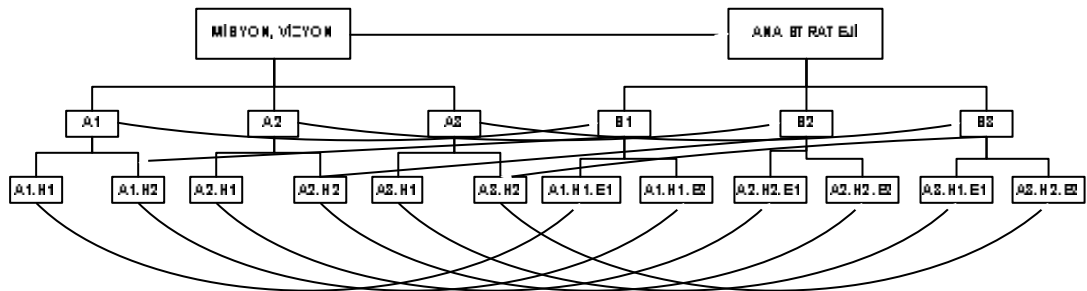 MİSYON, VİZYON
ANA STRATEJİ
A1
A2
A3
B1
B2
B3
A1.H1
A1.H2
A2.H1
A2.H2
A3.H1
A3.H2
A1.H1.E1
A1.H1.E2
A2.H2.E1
A2.H2.E2
A3.H1.E1
A3.H2.E2